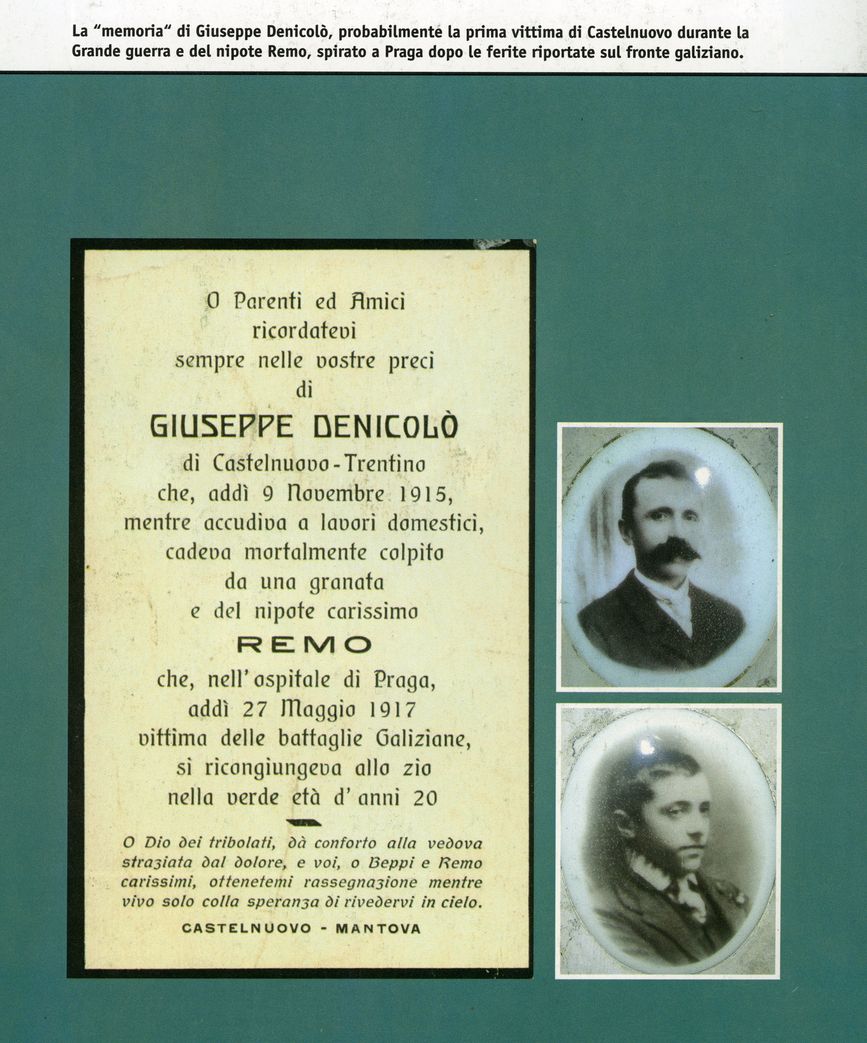 La “memoria“ di Giuseppe Denicolò, probabilmente la prima vittima di Castelnuovo durante la
Grande guerra e del nipote Remo, spirato a Praga dopo le ferite riportate sul fronte galiziano.
O Parenti ed Amici
ricordatevi
sempre nelle vostre preci
di
GIUSEPPE DENICOLÒ
di Castelnuovo-Trentino
che, addì 9 Novembre 1915,
mentre accudiva a lavori domestici,
cadeva mortalmente colpito
da una granata
e del nipote carissimo
REMO
che, nell'ospitale di Praga,
addì 27 Maggio 1917
vittima delle battaglie Galiziane,
si ricongiungeva allo zio
nella verde età d'anni 20
O Dio dei tribolati, dà conforto alla vedova
straziata dal dolore, e voi, o Beppi e Remo
carissimi, ottenetemi rassegnazione mentre
vivo solo colla speranza di rivedervi in cielo.
CASTELNUOVO - MANTOVA